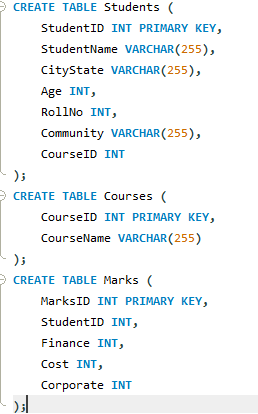 CREATE TABLE Students (
StudentID INT PRIMARY KEY,
StudentName VARCHAR(255),
CityState VARCHAR(255),
Age INT,
RollNo INT,
Community VARCHAR(255),
CourseID INT
);
CREATE TABLE Courses (
CourseID INT PRIMARY KEY,
CourseName VARCHAR(255)
);
CREATE TABLE Marks (
MarksID INT PRIMARY KEY,
StudentID INT,
Finance INT,
Cost INT,
Corporate INT
);